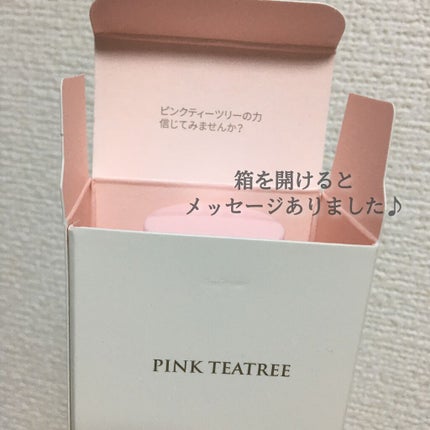 ピンクティーツリーの力
信じてみませんか？
箱を開けると
メッセージありました♪
PINK TEATREE